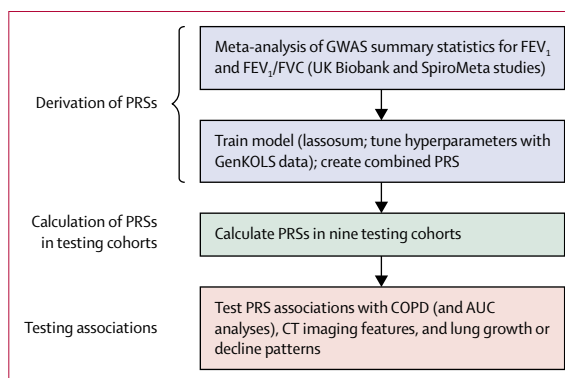 Meta-analysis of GWAS summary statistics for FEV₁
and FEV₁/FVC (UK Biobank and SpiroMeta studies)
Derivation of PRSs
Train model (lassosum; tune hyperparameters with
GenKOLS data); create combined PRS
Calculation of PRSs
in testing cohorts
Calculate PRSs in nine testing cohorts
Testing associations
Test PRS associations with COPD (and AUC
analyses), CT imaging features, and lung growth or
decline patterns